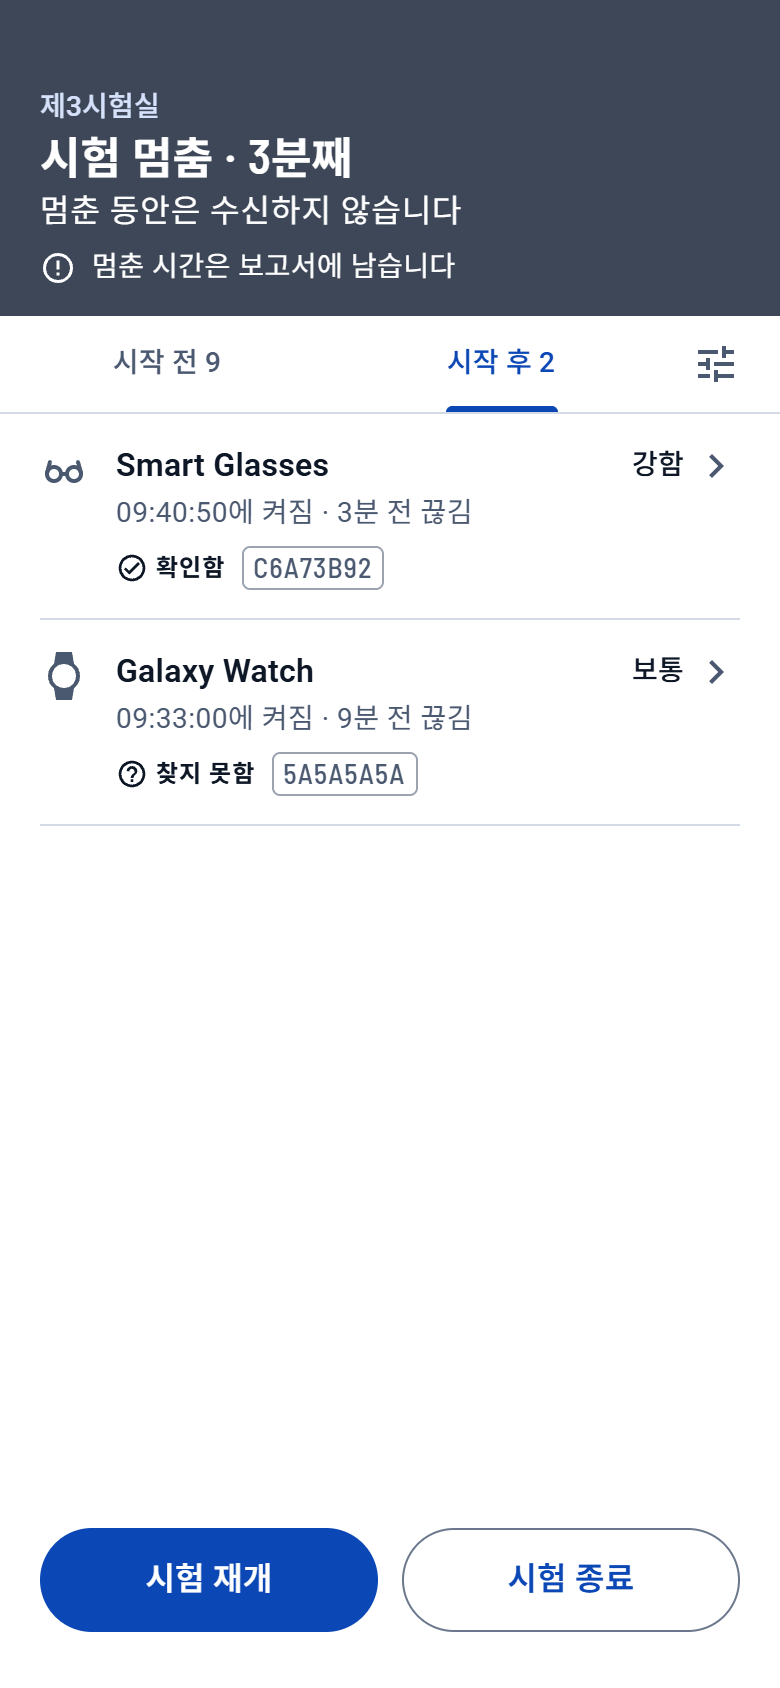 제3시험실
시험 멈춤 · 3분째
멈춘 동안은 수신하지 않습니다
멈춘 시간은 보고서에 남습니다
시작 전 9
시작 후 2
Smart Glasses
강함
09:40:50에 켜짐 · 3분 전 끊김
확인함 C6A73B92
Galaxy Watch
보통
09:33:00에 켜짐 · 9분 전 끊김
찾지 못함 5A5A5A5A
시험 재개
시험 종료